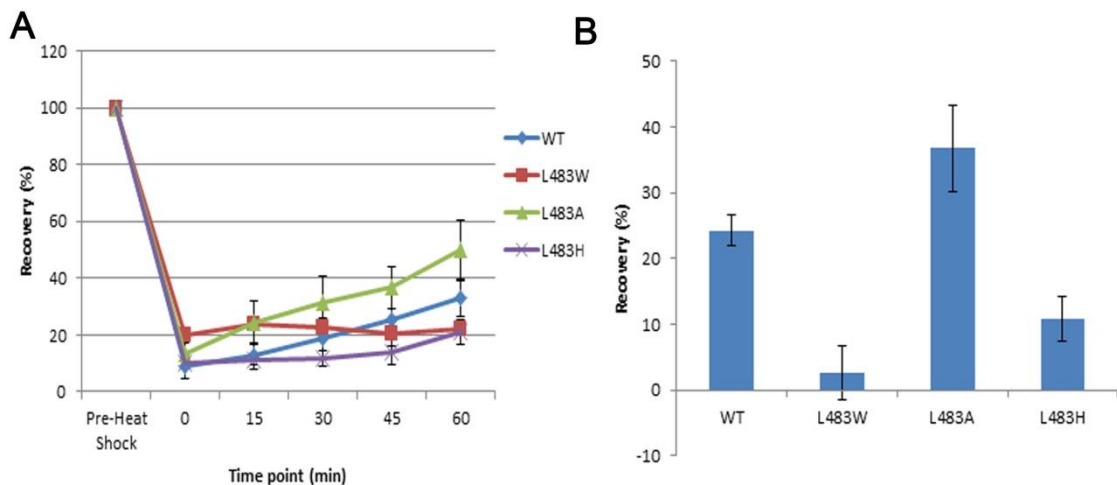 A
120
100
80
60
40
20
0
Recovery (%)
Pre-Heat
Shock
0
15
30
45
60
Time point (min)
WT
L483W
L483A
L483H
B
50
40
30
20
10
0
-10
Recovery (%)
WT
L483W
L483A
L483H